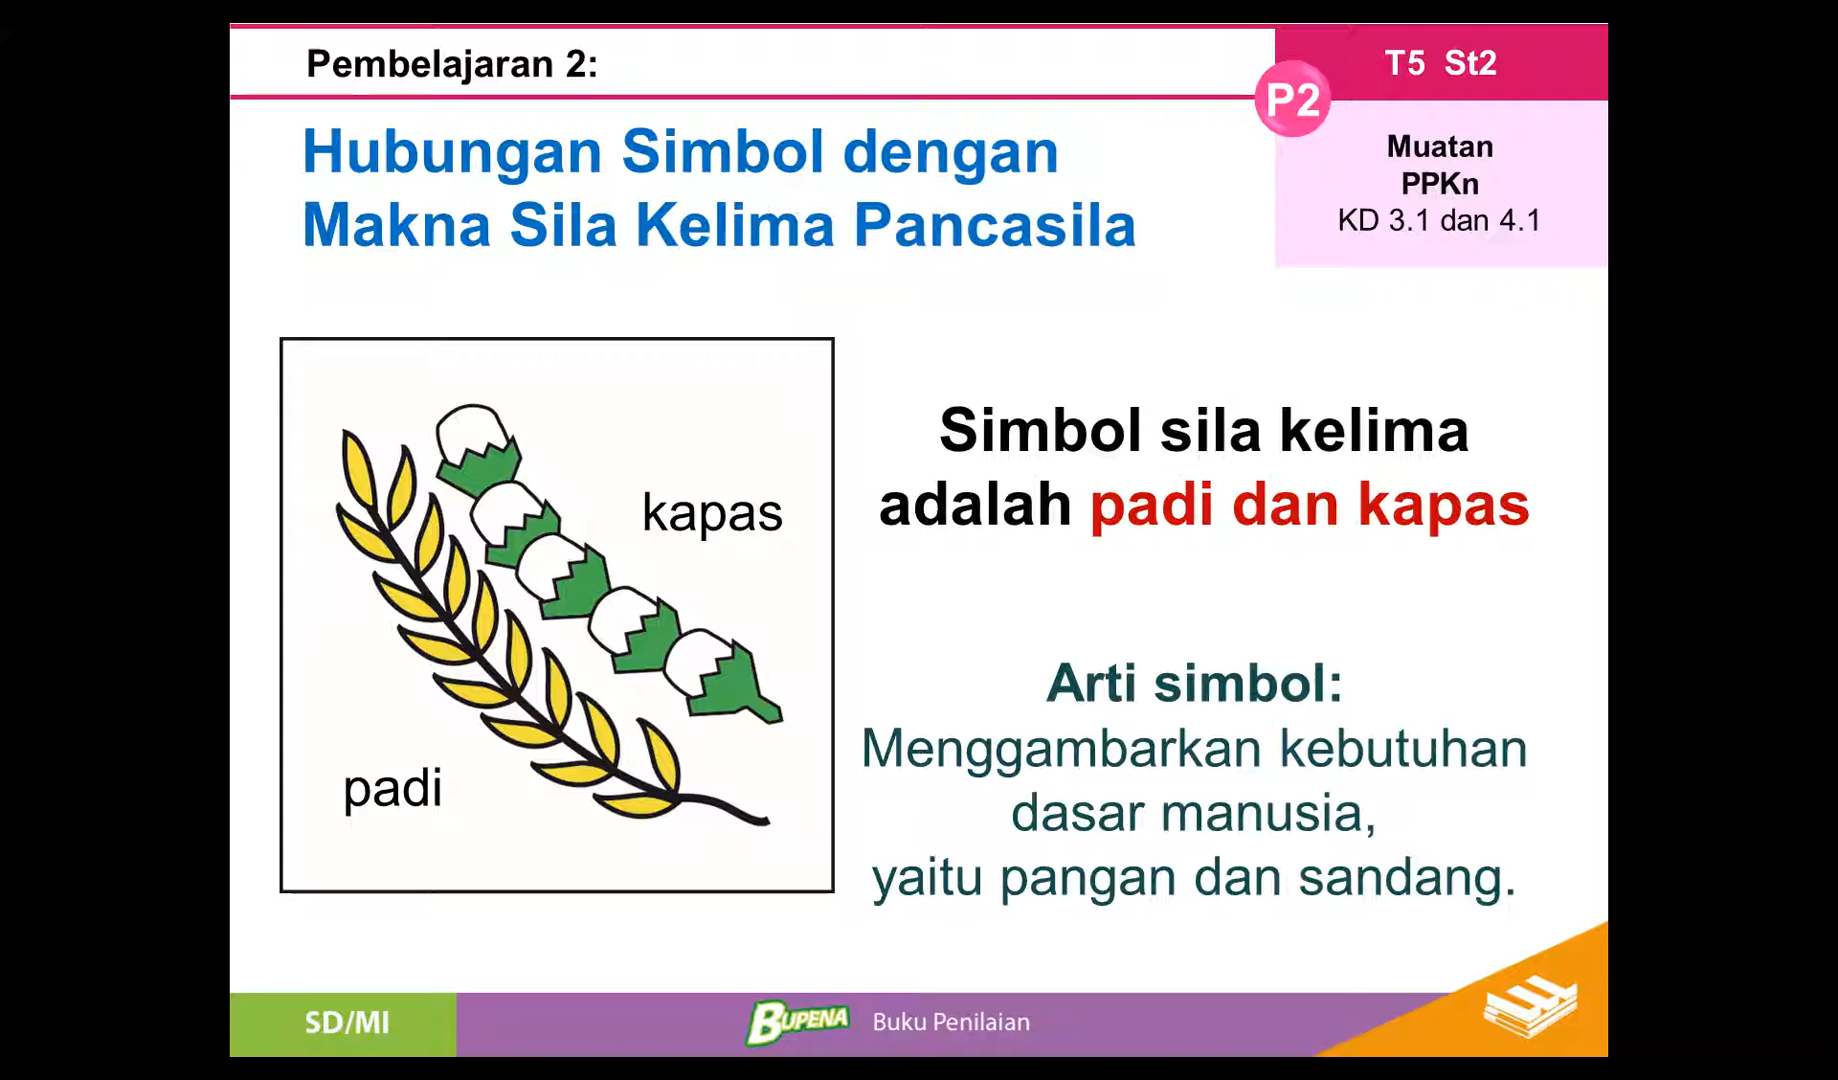 Pembelajaran 2:
T5 St2
P2
Muatan
PPKn
KD 3.1 dan 4.1
Hubungan Simbol dengan
Makna Sila Kelima Pancasila
kapas
padi
Simbol sila kelima
adalah padi dan kapas
Arti simbol:
Menggambarkan kebutuhan
dasar manusia,
yaitu pangan dan sandang.
SD/MI
BUPENA Buku Penilaian